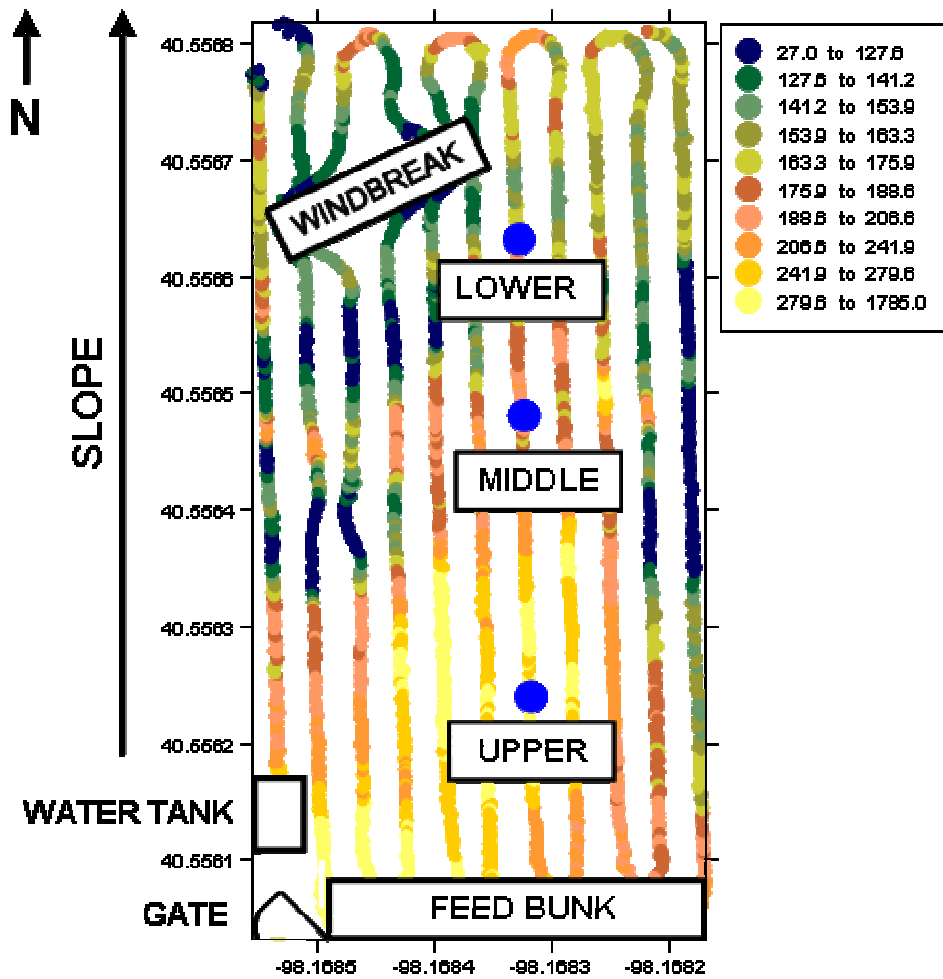 N
SLOPE
40.5568
40.5567
40.5566
40.5565
40.5564
40.5563
40.5562
40.5561
WINDBREAK
LOWER
MIDDLE
UPPER
WATER TANK
GATE
FEED BUNK
-98.1685
-98.1684
-98.1683
-98.1682
27.0 to 127.6
127.6 to 141.2
141.2 to 153.9
153.9 to 163.3
163.3 to 175.9
175.9 to 188.6
188.6 to 206.6
206.6 to 241.9
241.9 to 279.6
279.6 to 1785.0